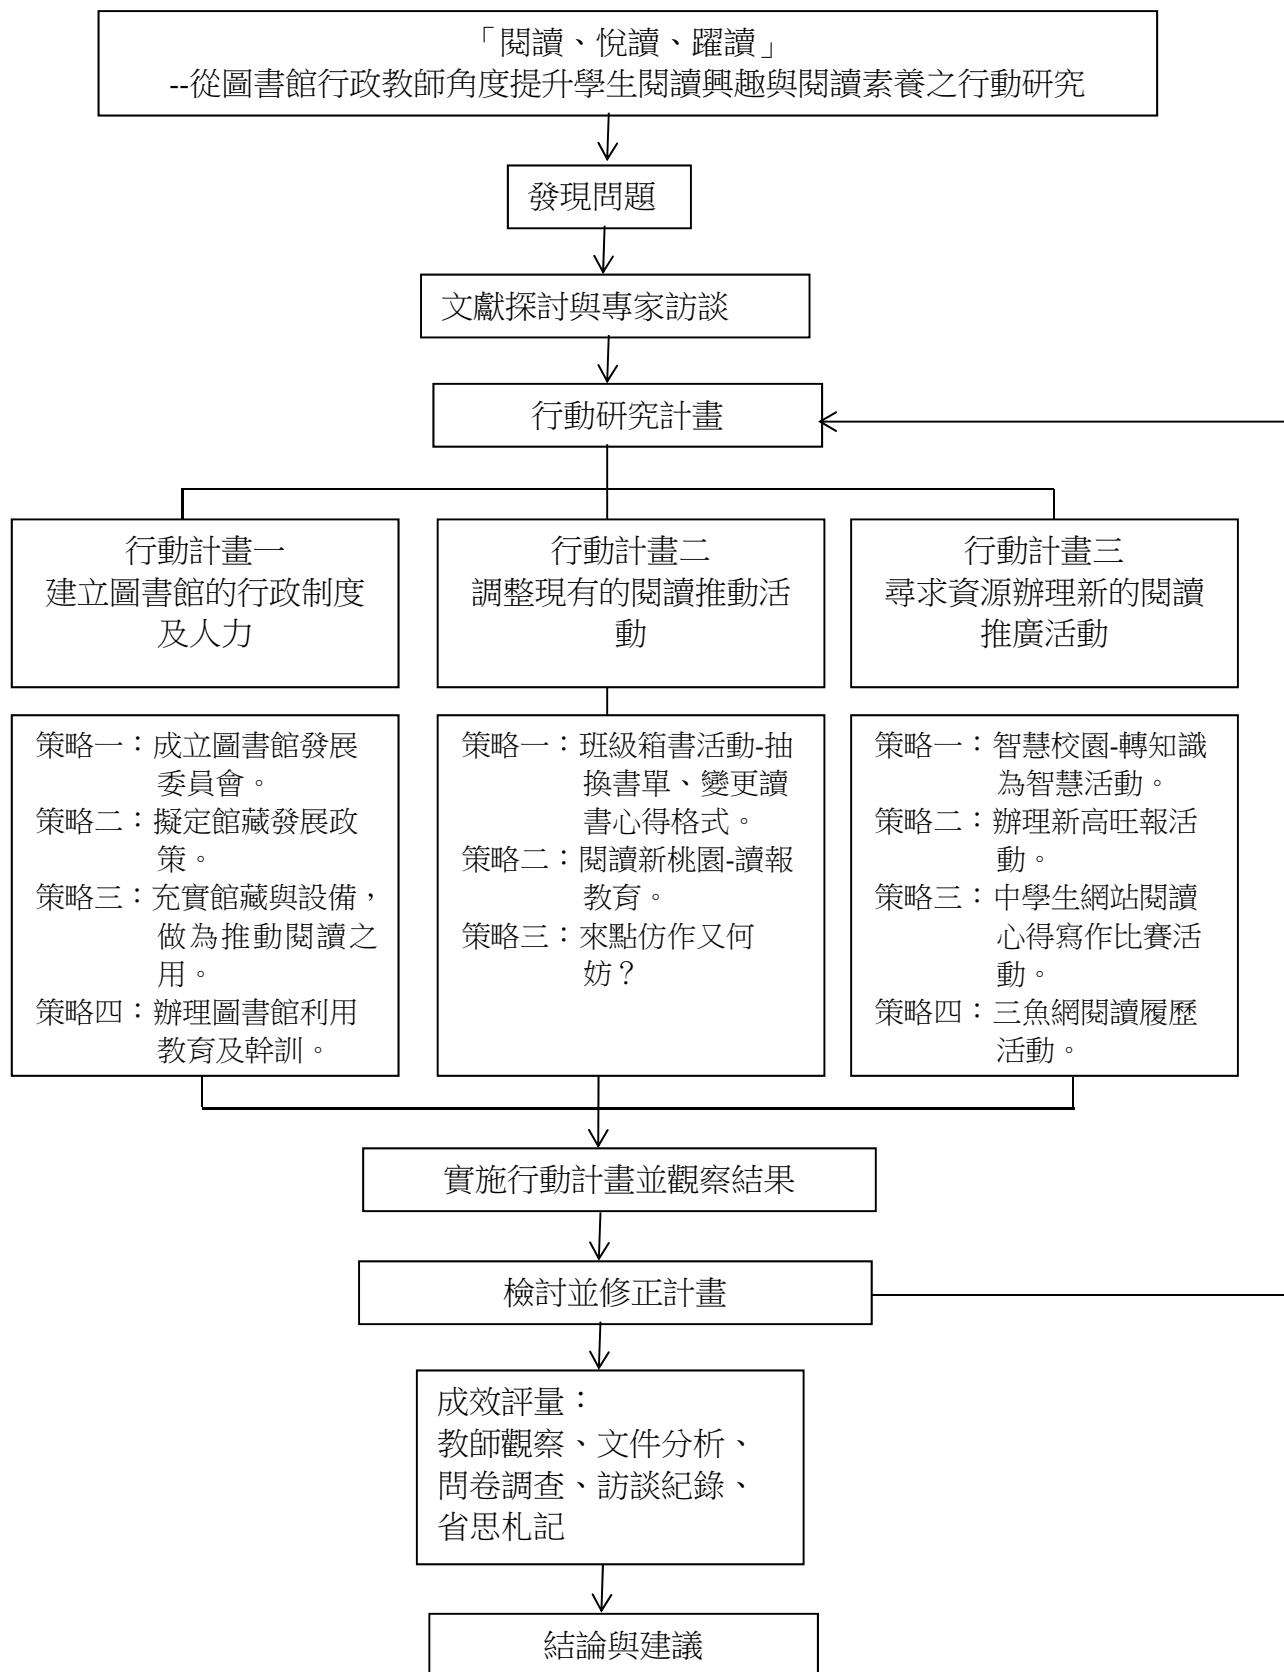 「閱讀、悅讀、躍讀」
--從圖書館行政教師角度提升學生閱讀興趣與閱讀素養之行動研究
發現問題
文獻探討與專家訪談
行動研究計畫
行動計畫一
建立圖書館的行政制度
及人力
行動計畫二
調整現有的閱讀推動活
動
行動計畫三
尋求資源辦理新的閱讀
推廣活動
策略一：成立圖書館發展
委員會。
策略二：擬定館藏發展政
策。
策略三：充實館藏與設備，
做為推動閱讀之
用。
策略四：辦理圖書館利用
教育及幹訓。
策略一：班級箱書活動-抽
換書單、變更讀
書心得格式。
策略二：閱讀新桃園-讀報
教育。
策略三：來點仿作又何
妨？
策略一：智慧校園-轉知識
為智慧活動。
策略二：辦理新高旺報活
動。
策略三：中學生網站閱讀
心得寫作比賽活
動。
策略四：三魚網閱讀履歷
活動。
實施行動計畫並觀察結果
檢討並修正計畫
成效評量：
教師觀察、文件分析、
問卷調查、訪談紀錄、
省思札記
結論與建議